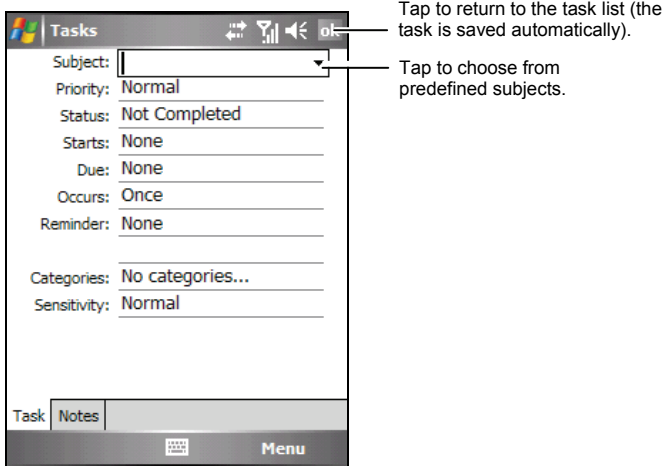 Tap to return to the task list (the
task is saved automatically).
Tasks ok
Subject:
Tap to choose from
predefined subjects.
Priority: Normal
Status: Not Completed
Starts: None
Due: None
Occurs: Once
Reminder: None
Categories: No categories...
Sensitivity: Normal
Task Notes
Menu